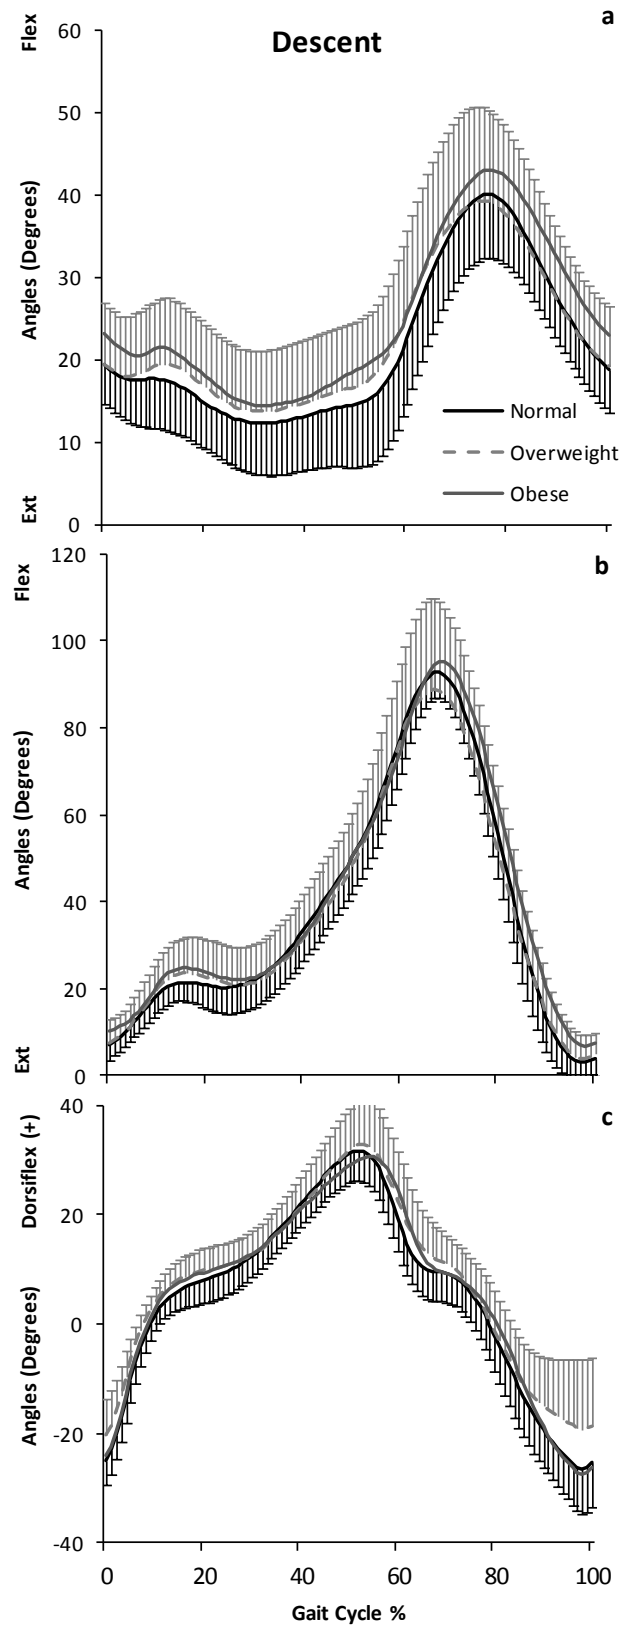 a
Flex
60
Descent
50
40
Angles (Degrees)
30
20
Normal
10
Overweight
Obese
Ext
0
120
b
Flex
100
80
Angles (Degrees)
60
40
20
Ext
0
40
c
Dorsiflex (+)
20
0
Angles (Degrees)
-20
-40
0 20 40 60 80 100
Gait Cycle %